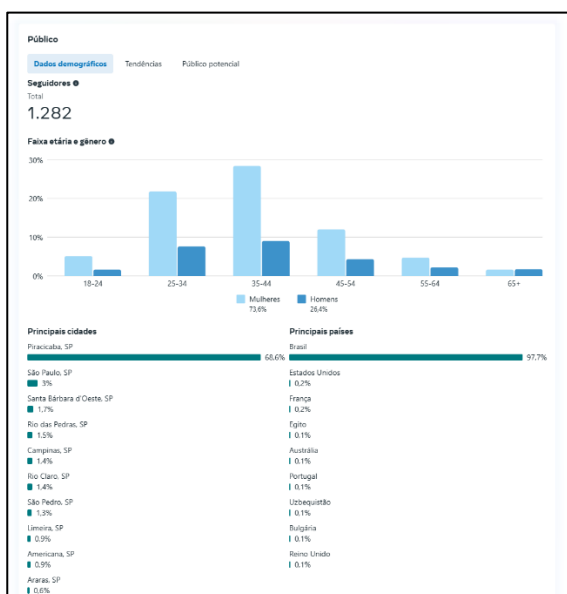 Público
Dados demográficos Tendências Público potencial
Seguidores
Total
1.282
Faixa etária e gênero
30%
20%
10%
0%
18-24 25-34 35-44 45-54 55-64 65+
Mulheres Homens
73,6% 26,4%
Principais cidades
Piracicaba, SP
68,6%
São Paulo, SP
3%
Santa Bárbara d'Oeste, SP
1,7%
Rio das Pedras, SP
1.5%
Campinas, SP
1.4%
Rio Claro, SP
1,4%
São Pedro, SP
1,3%
Limeira, SP
0.9%
Americana, SP
0.9%
Araras, SP
0,6%
Principais países
Brasil
97,7%
Estados Unidos
0,2%
França
0.2%
Egito
0.1%
Austrália
0.1%
Portugal
0,1%
Uzbequistão
0.1%
Bulgária
0.1%
Reino Unido
0.1%